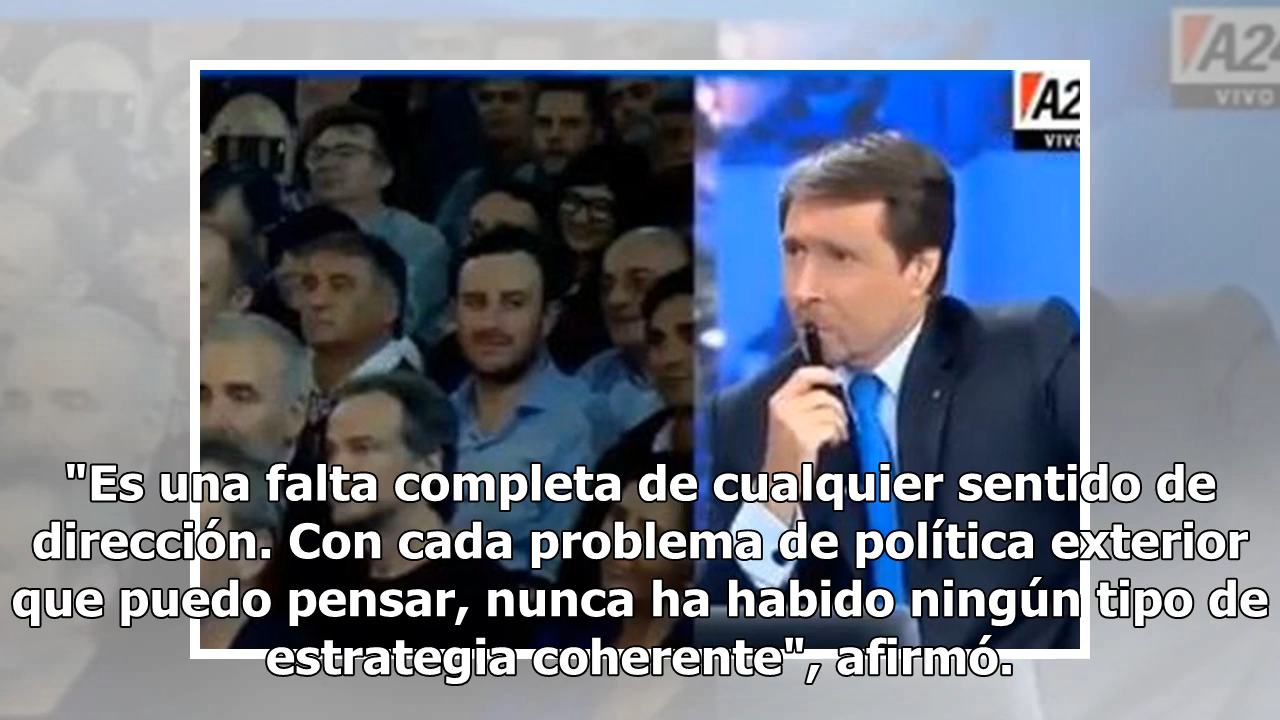 A24
VIVO
A2
VIVO
"Es una falta completa de cualquier sentido de
dirección. Con cada problema de política exterior
que puedo pensar, nunca ha habido ningún tipo de
estrategia coherente", afirmó.